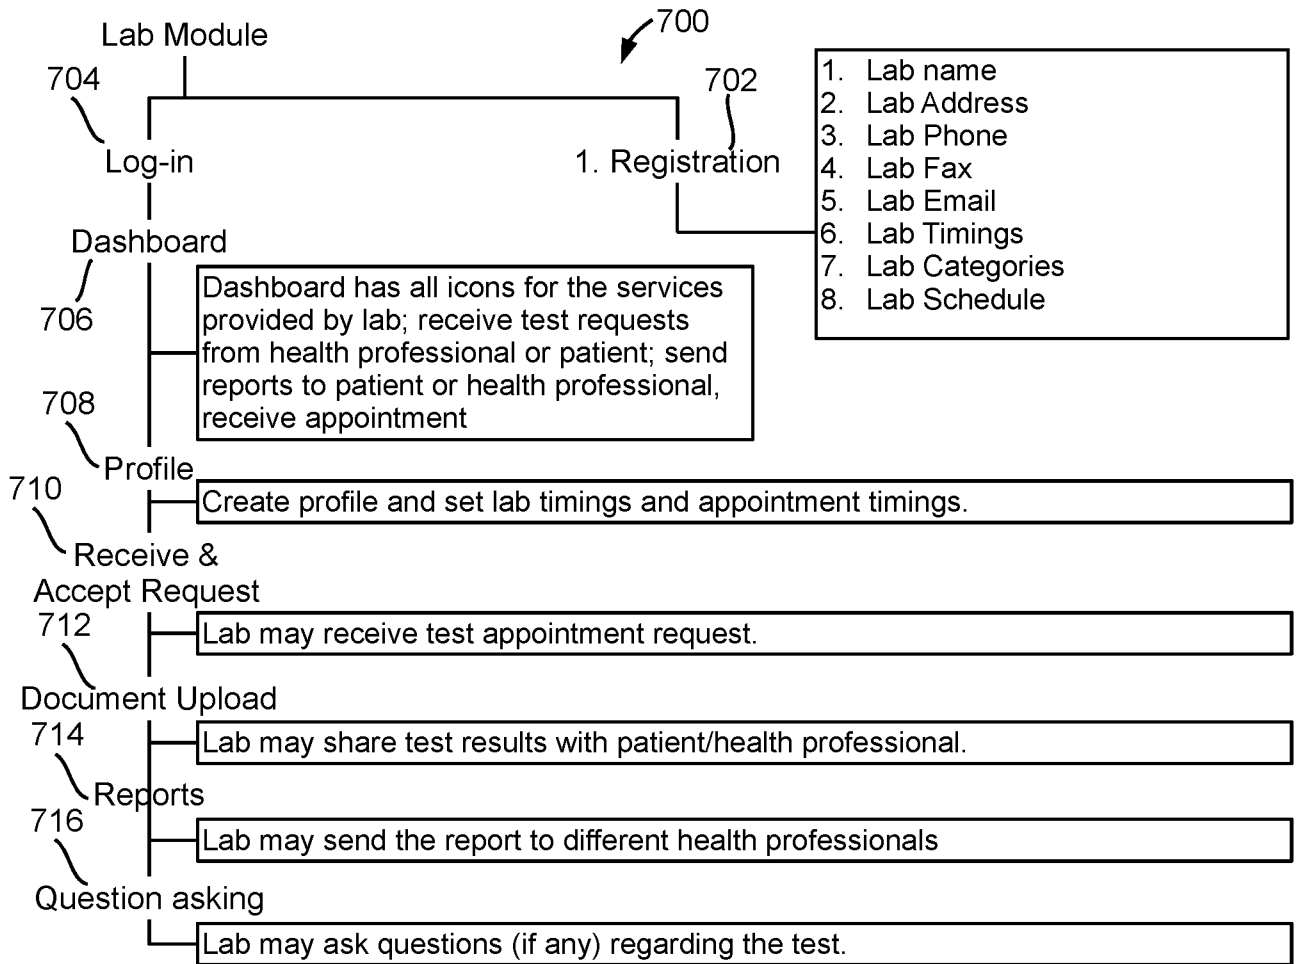 Lab Module
700
704
702
Log-in
1. Registration
1. Lab name
2. Lab Address
3. Lab Phone
4. Lab Fax
5. Lab Email
6. Lab Timings
7. Lab Categories
8. Lab Schedule
Dashboard
706
Dashboard has all icons for the services
provided by lab; receive test requests
from health professional or patient; send
reports to patient or health professional,
receive appointment
708
Profile
Create profile and set lab timings and appointment timings.
710
Receive &
Accept Request
Lab may receive test appointment request.
712
Document Upload
Lab may share test results with patient/health professional.
714
Reports
Lab may send the report to different health professionals
716
Question asking
Lab may ask questions (if any) regarding the test.